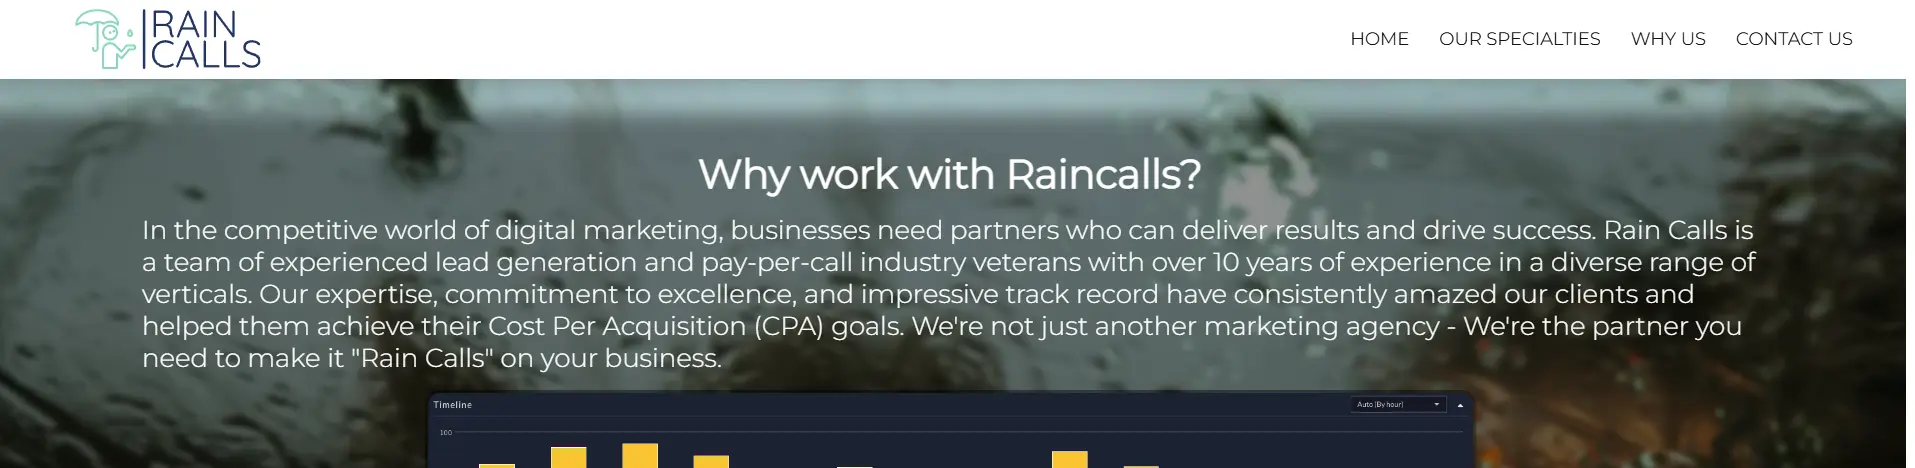 RAIN
CALLS
HOME OUR SPECIALTIES WHY US CONTACT US
Why work with Raincalls?
In the competitive world of digital marketing, businesses need partners who can deliver results and drive success. Rain Calls is
a team of experienced lead generation and pay-per-call industry veterans with over 10 years of experience in a diverse range of
verticals. Our expertise, commitment to excellence, and impressive track record have consistently amazed our clients and
helped them achieve their Cost Per Acquisition (CPA) goals. We're not just another marketing agency - We're the partner you
need to make it "Rain Calls" on your business.
Timeline Auto (By hour)
100